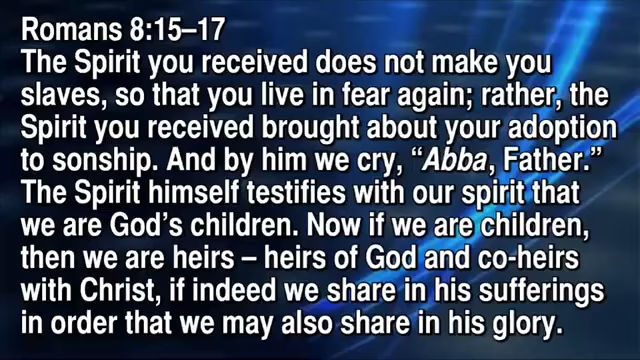 Romans 8:15–17
The Spirit you received does not make you
slaves, so that you live in fear again; rather, the
Spirit you received brought about your adoption
to sonship. And by him we cry, “Abba, Father.”
The Spirit himself testifies with our spirit that
we are God’s children. Now if we are children,
then we are heirs – heirs of God and co-heirs
with Christ, if indeed we share in his sufferings
in order that we may also share in his glory.